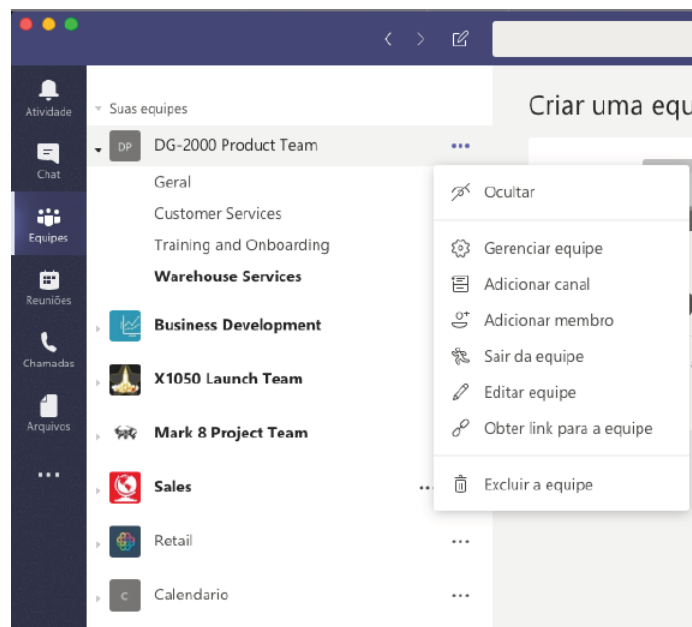 Atividade
Chat
Equipes
Reuniões
Chamadas
Arquivos
Suas equipes
DP DG-2000 Product Team
Geral
Customer Services
Training and Onboarding
Warehouse Services
Business Development
X1050 Launch Team
Mark 8 Project Team
Sales
Retail
C Calendario
Criar uma equ
Ocultar
Gerenciar equipe
Adicionar canal
Adicionar membro
Sair da equipe
Editar equipe
Obter link para a equipe
Excluir a equipe